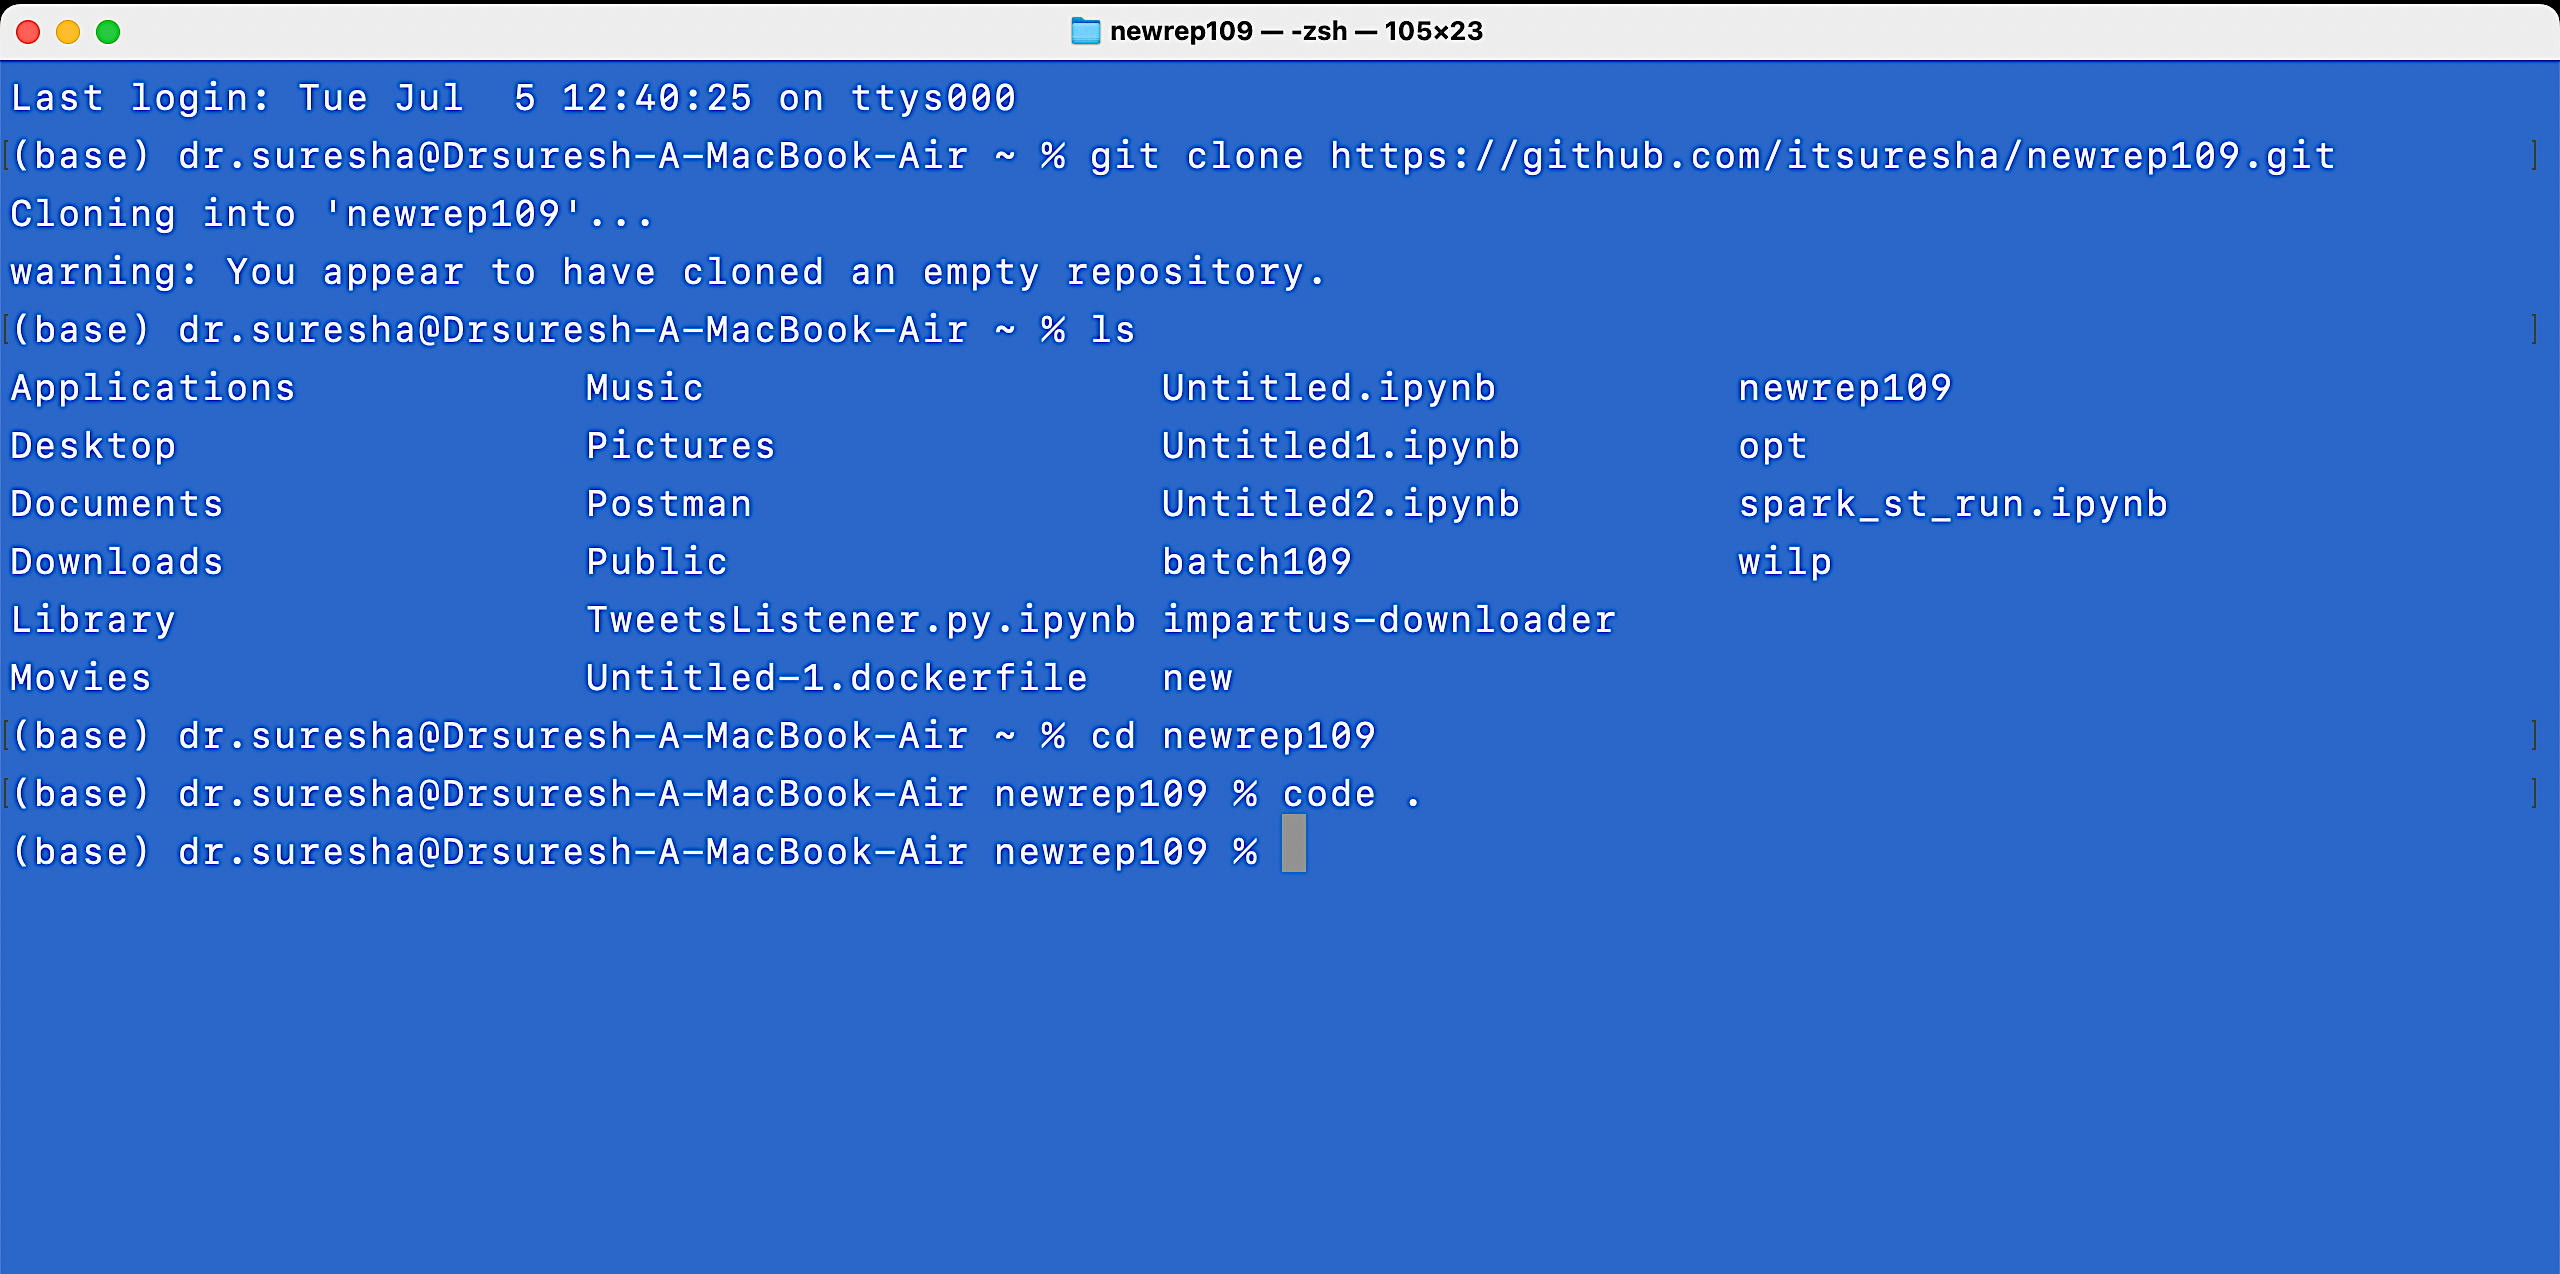 newrep109 — -zsh — 105×23
Last login: Tue Jul  5 12:40:25 on ttys000
[(base) dr.suresha@Drsuresh-A-MacBook-Air ~ % git clone https://github.com/itsuresha/newrep109.git ]
Cloning into 'newrep109'...
warning: You appear to have cloned an empty repository.
[(base) dr.suresha@Drsuresh-A-MacBook-Air ~ % ls ]
Applications Music Untitled.ipynb newrep109
Desktop Pictures Untitled1.ipynb opt
Documents Postman Untitled2.ipynb spark_st_run.ipynb
Downloads Public batch109 wilp
Library TweetsListener.py.ipynb impartus-downloader
Movies Untitled-1.dockerfile new
[(base) dr.suresha@Drsuresh-A-MacBook-Air ~ % cd newrep109 ]
[(base) dr.suresha@Drsuresh-A-MacBook-Air newrep109 % code . ]
(base) dr.suresha@Drsuresh-A-MacBook-Air newrep109 %